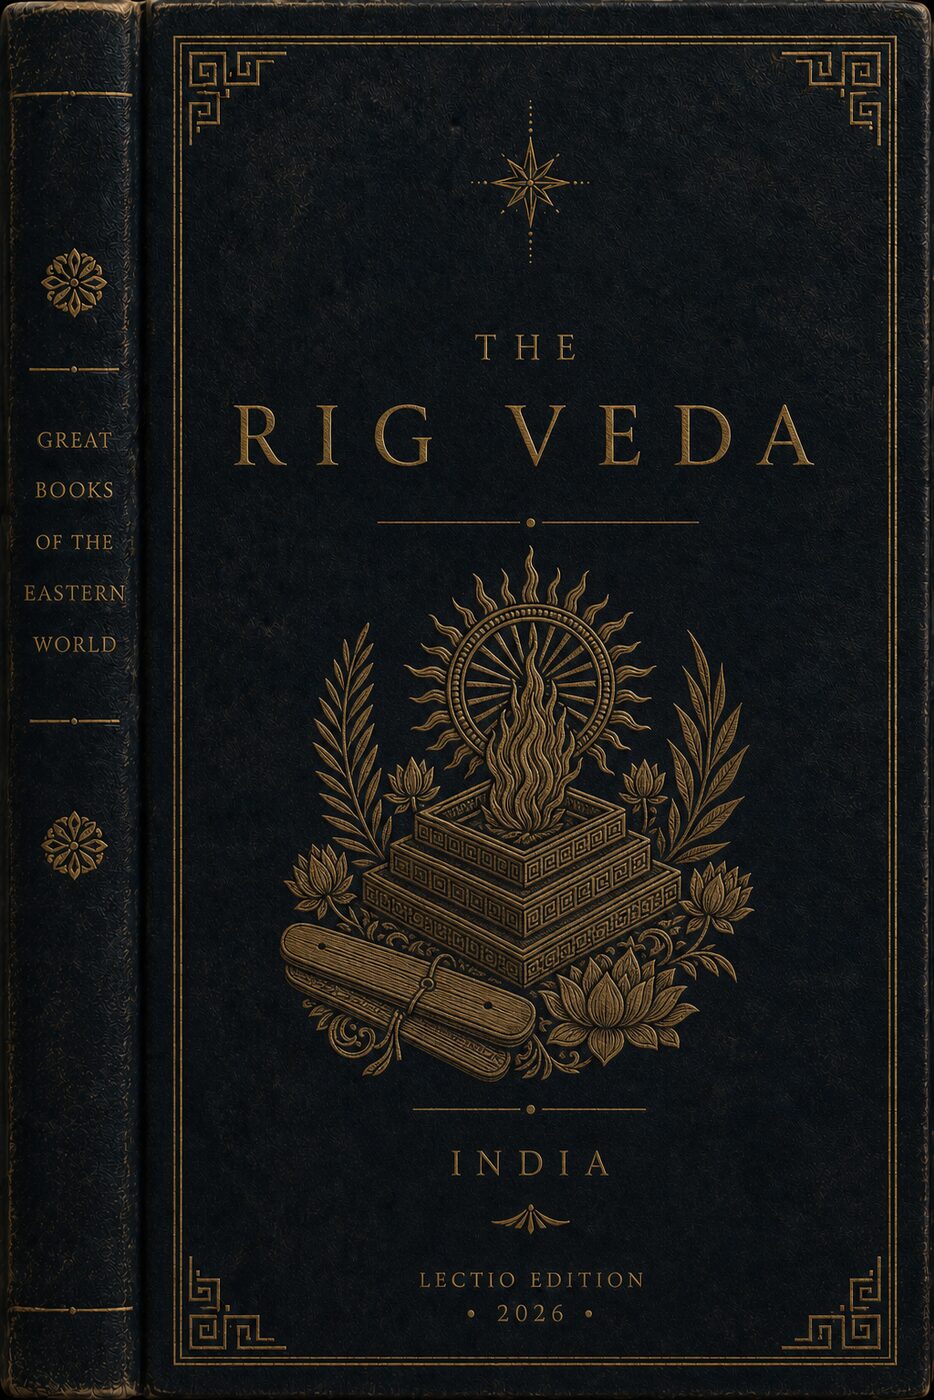 GREAT
BOOKS
OF THE
EASTERN
WORLD
THE
RIG VEDA
INDIA
LECTIO EDITION
• 2026 •